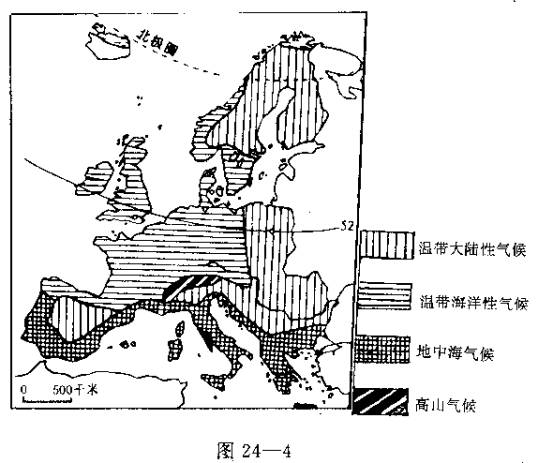 北极圈
52
温带大陆性气候
温带海洋性气候
地中海气候
高山气候
0 500千米
图 24—4